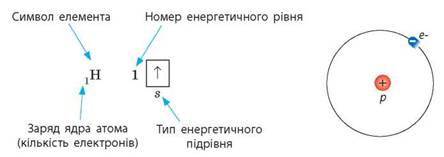 Символ елемента
Номер енергетичного рівня
₁H 1 ↑
s
Заряд ядра атома
(кількість електронів)
Тип енергетичного
підрівня
e-
+
p